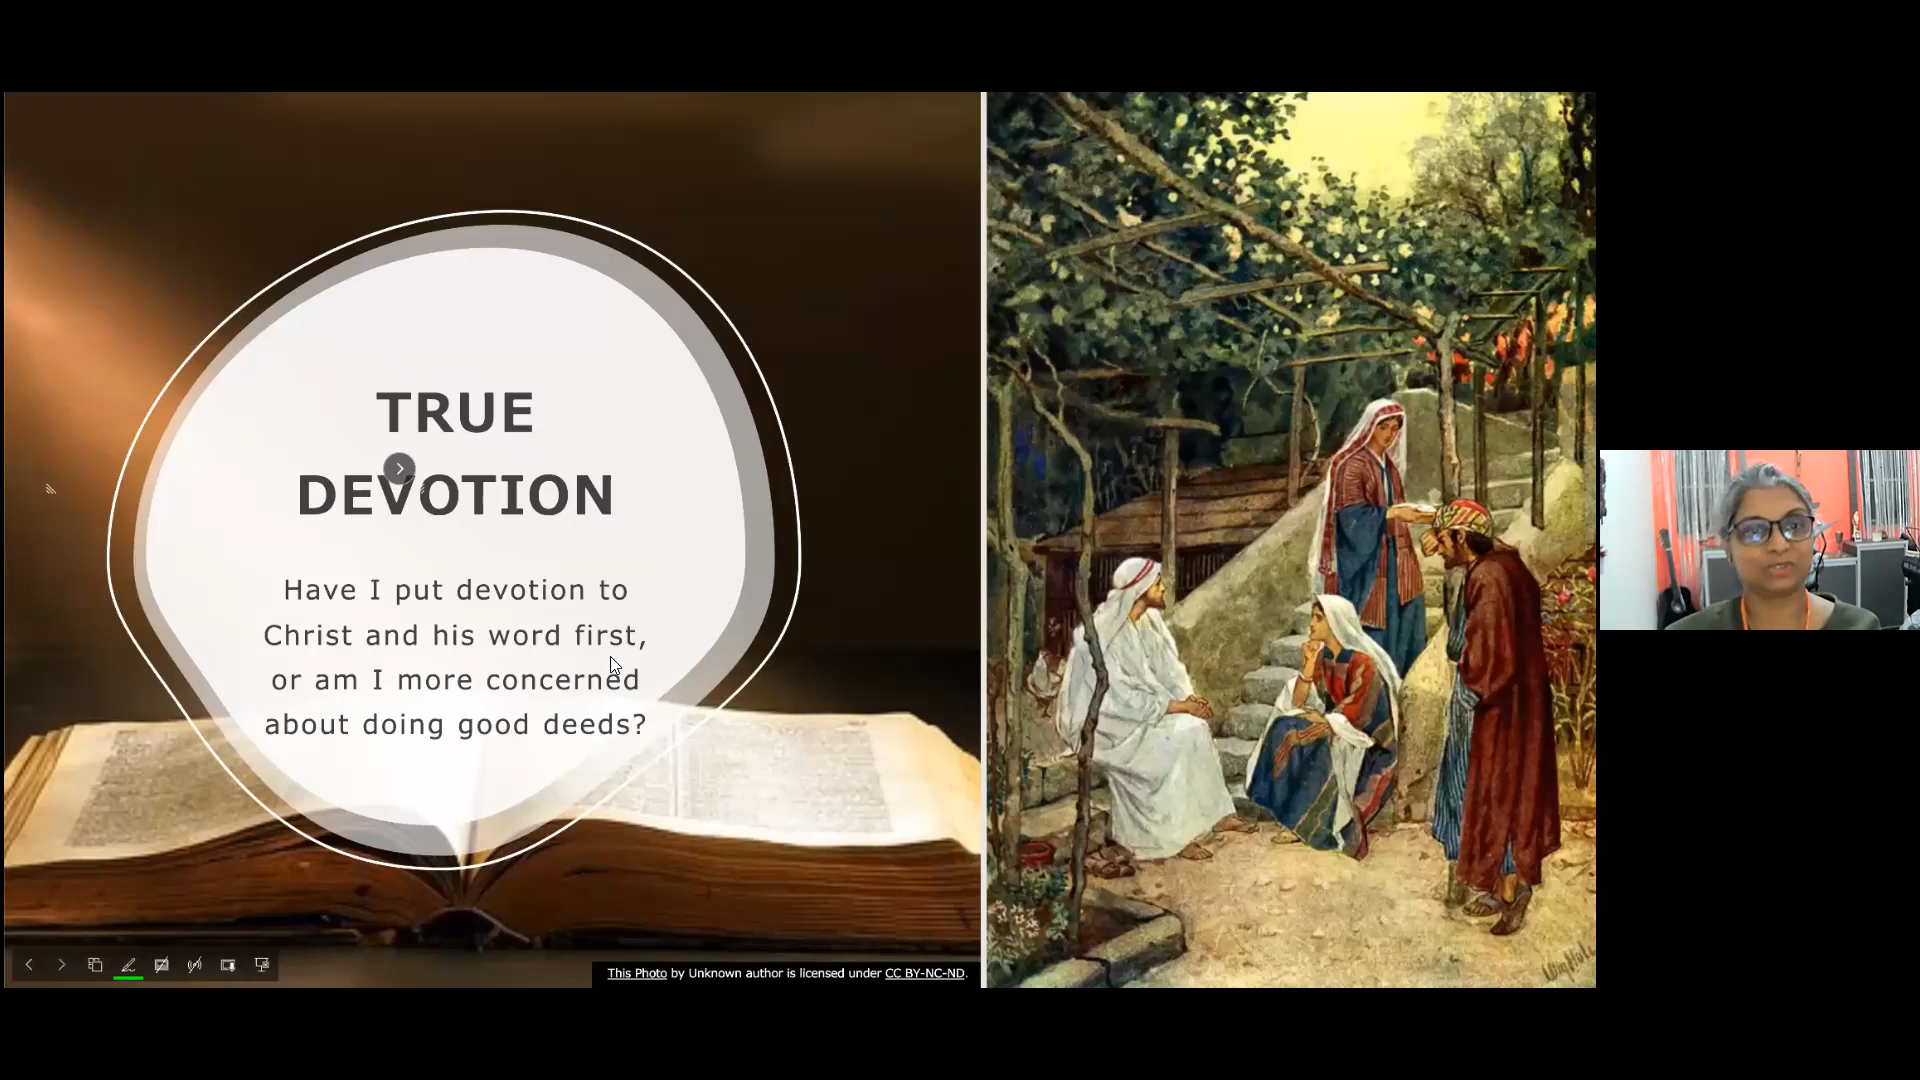 TRUE
DEVOTION
Have I put devotion to
Christ and his word first,
or am I more concerned
about doing good deeds?
This Photo by Unknown author is licensed under CC BY-NC-ND.